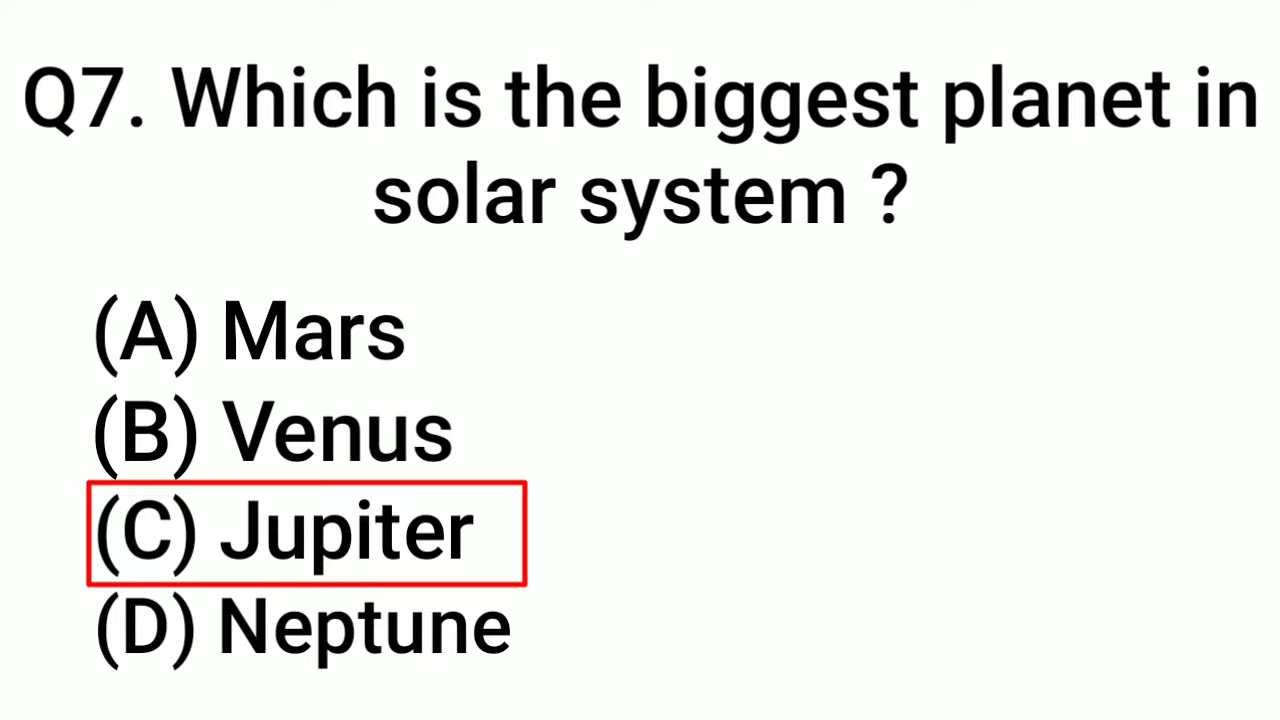 Q7. Which is the biggest planet in
solar system ?
(A) Mars
(B) Venus
(C) Jupiter
(D) Neptune